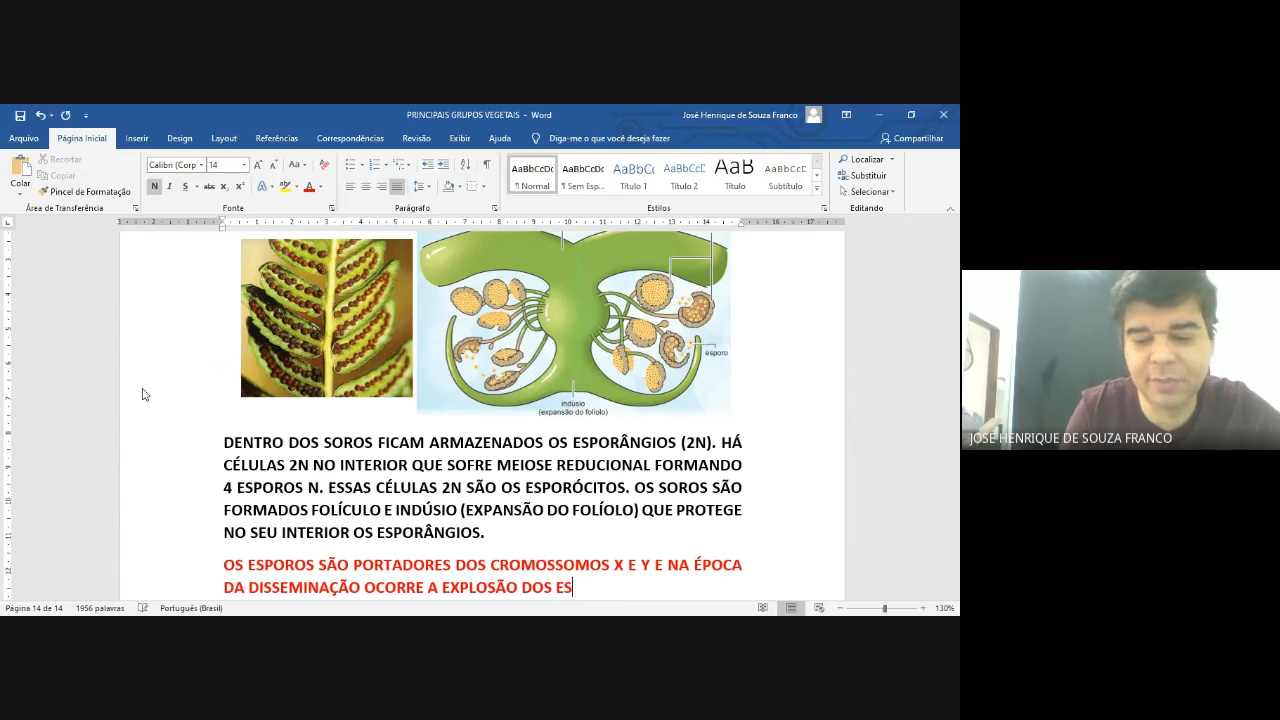 PRINCIPAIS GRUPOS VEGETAIS - Word
José Henrique de Souza Franco
Arquivo
Página Inicial
Inserir
Design
Layout
Referências
Correspondências
Revisão
Exibir
Ajuda
Diga-me o que você deseja fazer
Compartilhar
Colar
Recortar
Copiar
Pincel de Formatação
Área de Transferência
Calibri (Corp
14
Fonte
Parágrafo
AaBbCcDc
¶ Normal
AaBbCcDc
¶ Sem Esp...
AaBbCc
Título 1
AaBbCcD
Título 2
AaB
Título
AaBbCcD
Subtítulo
Estilos
Localizar
Substituir
Selecionar
Editando
esporo
indúsio
(expansão do folíolo)
DENTRO DOS SOROS FICAM ARMAZENADOS OS ESPORÂNGIOS (2N). HÁ
CÉLULAS 2N NO INTERIOR QUE SOFRE MEIOSE REDUCIONAL FORMANDO
4 ESPOROS N. ESSAS CÉLULAS 2N SÃO OS ESPORÓCITOS. OS SOROS SÃO
FORMADOS FOLÍCULO E INDÚSIO (EXPANSÃO DO FOLÍOLO) QUE PROTEGE
NO SEU INTERIOR OS ESPORÂNGIOS.
OS ESPOROS SÃO PORTADORES DOS CROMOSSOMOS X E Y E NA ÉPOCA
DA DISSEMINAÇÃO OCORRE A EXPLOSÃO DOS ES
Página 14 de 14
1956 palavras
Português (Brasil)
130%
JOSE HENRIQUE DE SOUZA FRANCO